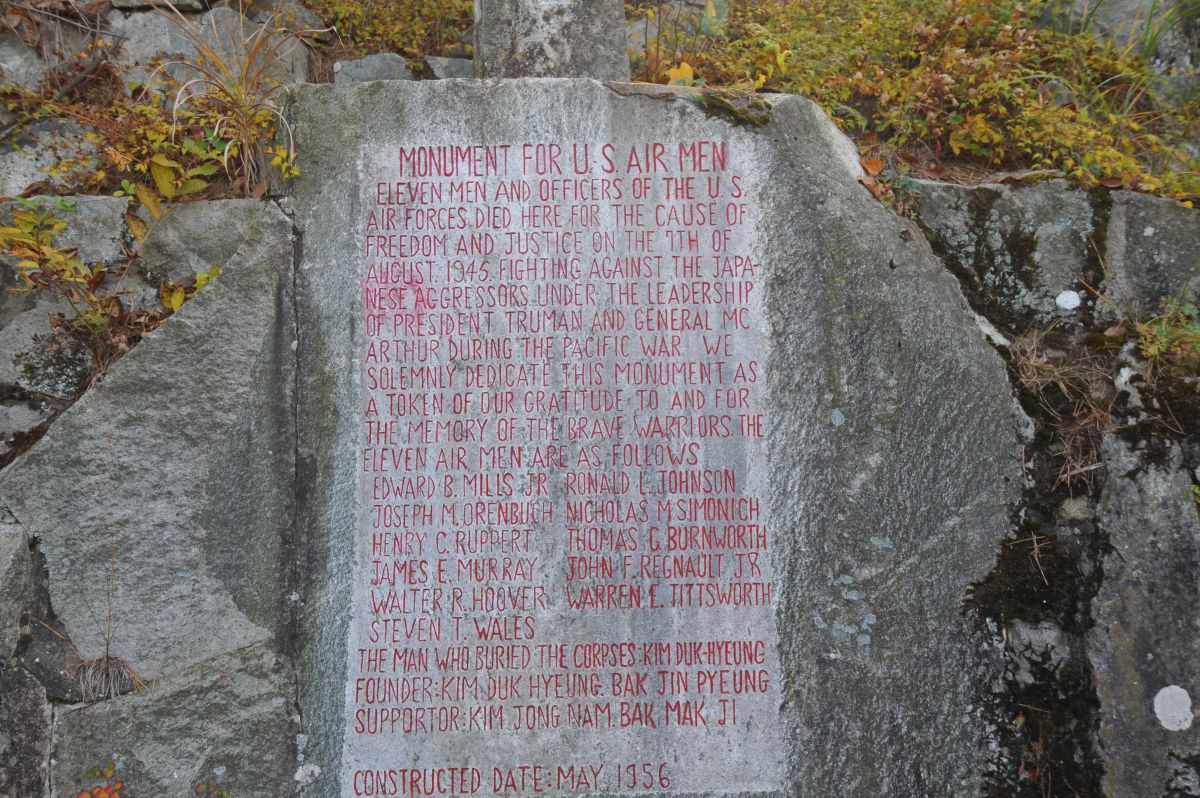 MONUMENT FOR U.S. AIR MEN
ELEVEN MEN AND OFFICERS OF THE U.S.
AIR FORCES DIED HERE FOR THE CAUSE OF
FREEDOM AND JUSTICE ON THE 7TH OF
AUGUST. 1945. FIGHTING AGAINST THE JAPA-
NESE AGGRESSORS UNDER THE LEADERSHIP
OF PRESIDENT TRUMAN AND GENERAL MC
ARTHUR DURING THE PACIFIC WAR. WE
SOLEMNLY DEDICATE THIS MONUMENT AS
A TOKEN OF OUR GRATITUDE TO AND FOR
THE MEMORY OF THE BRAVE WARRIORS. THE
ELEVEN AIR MEN ARE AS FOLLOWS
EDWARD B. MILLS JR RONALD L. JOHNSON
JOSEPH M. ORENBUGH NICHOLAS M. SIMONICH
HENRY C. RUPPERT THOMAS G. BURNWORTH
JAMES E. MURRAY JOHN F. REGNAULT, JR
WALTER R. HOOVER WARREN E. TITTSWORTH
STEVEN T. WALES
THE MAN WHO BURIED THE CORPSES: KIM DUK-HYEUNG
FOUNDER: KIM DUK HYEUNG. BAK JIN PYEUNG
SUPPORTOR: KIM JONG NAM. BAK MAK JI
CONSTRUCTED DATE: MAY. 1956